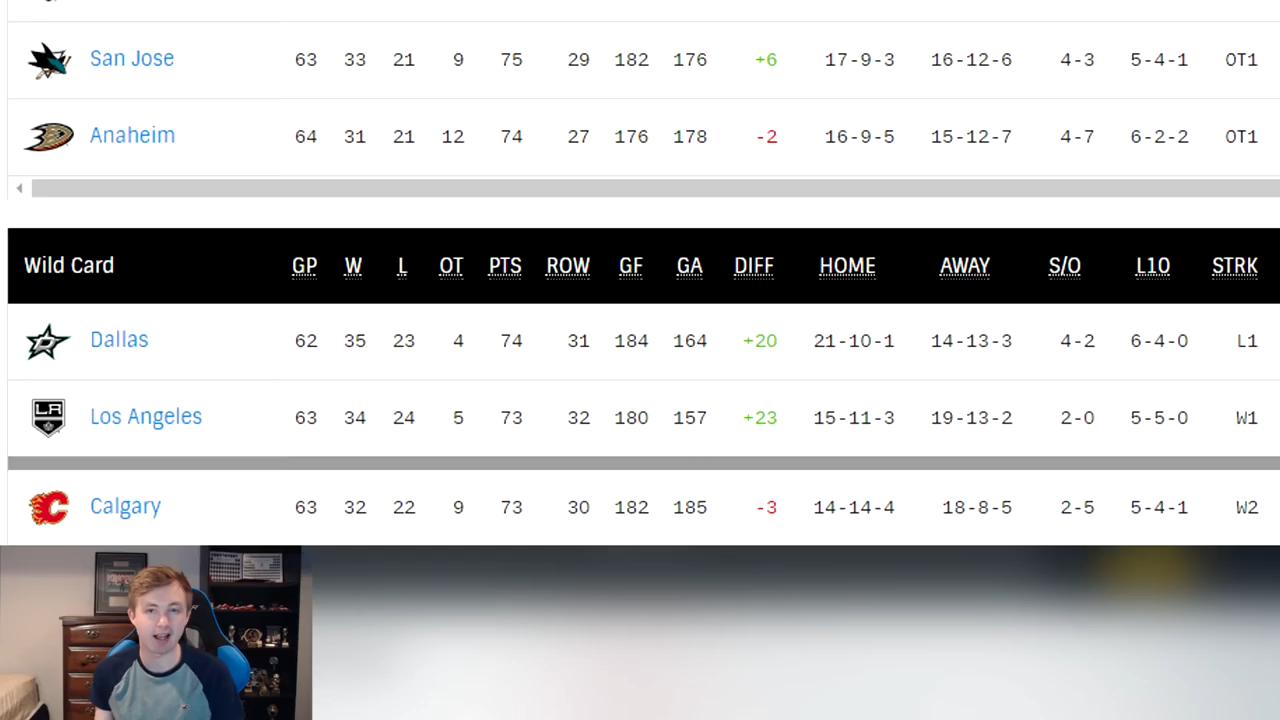 San Jose 63 33 21 9 75 29 182 176 +6 17-9-3 16-12-6 4-3 5-4-1 OT1
Anaheim 64 31 21 12 74 27 176 178 -2 16-9-5 15-12-7 4-7 6-2-2 OT1
Wild Card GP W L OT PTS ROW GF GA DIFF HOME AWAY S/O L10 STRK
Dallas 62 35 23 4 74 31 184 164 +20 21-10-1 14-13-3 4-2 6-4-0 L1
LA
Los Angeles 63 34 24 5 73 32 180 157 +23 15-11-3 19-13-2 2-0 5-5-0 W1
Calgary 63 32 22 9 73 30 182 185 -3 14-14-4 18-8-5 2-5 5-4-1 W2